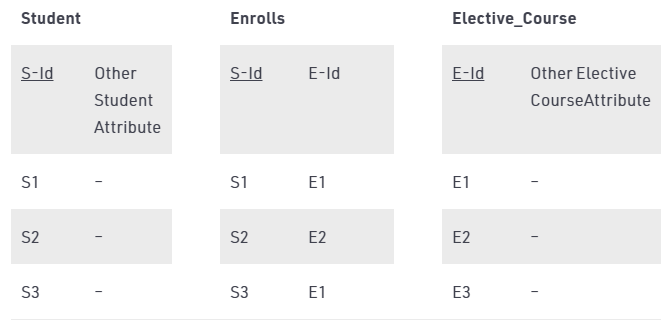 Student Enrolls Elective_Course
S-Id Other S-Id E-Id E-Id Other Elective
Student CourseAttribute
Attribute
S1 – S1 E1 E1 –
S2 – S2 E2 E2 –
S3 – S3 E1 E3 –